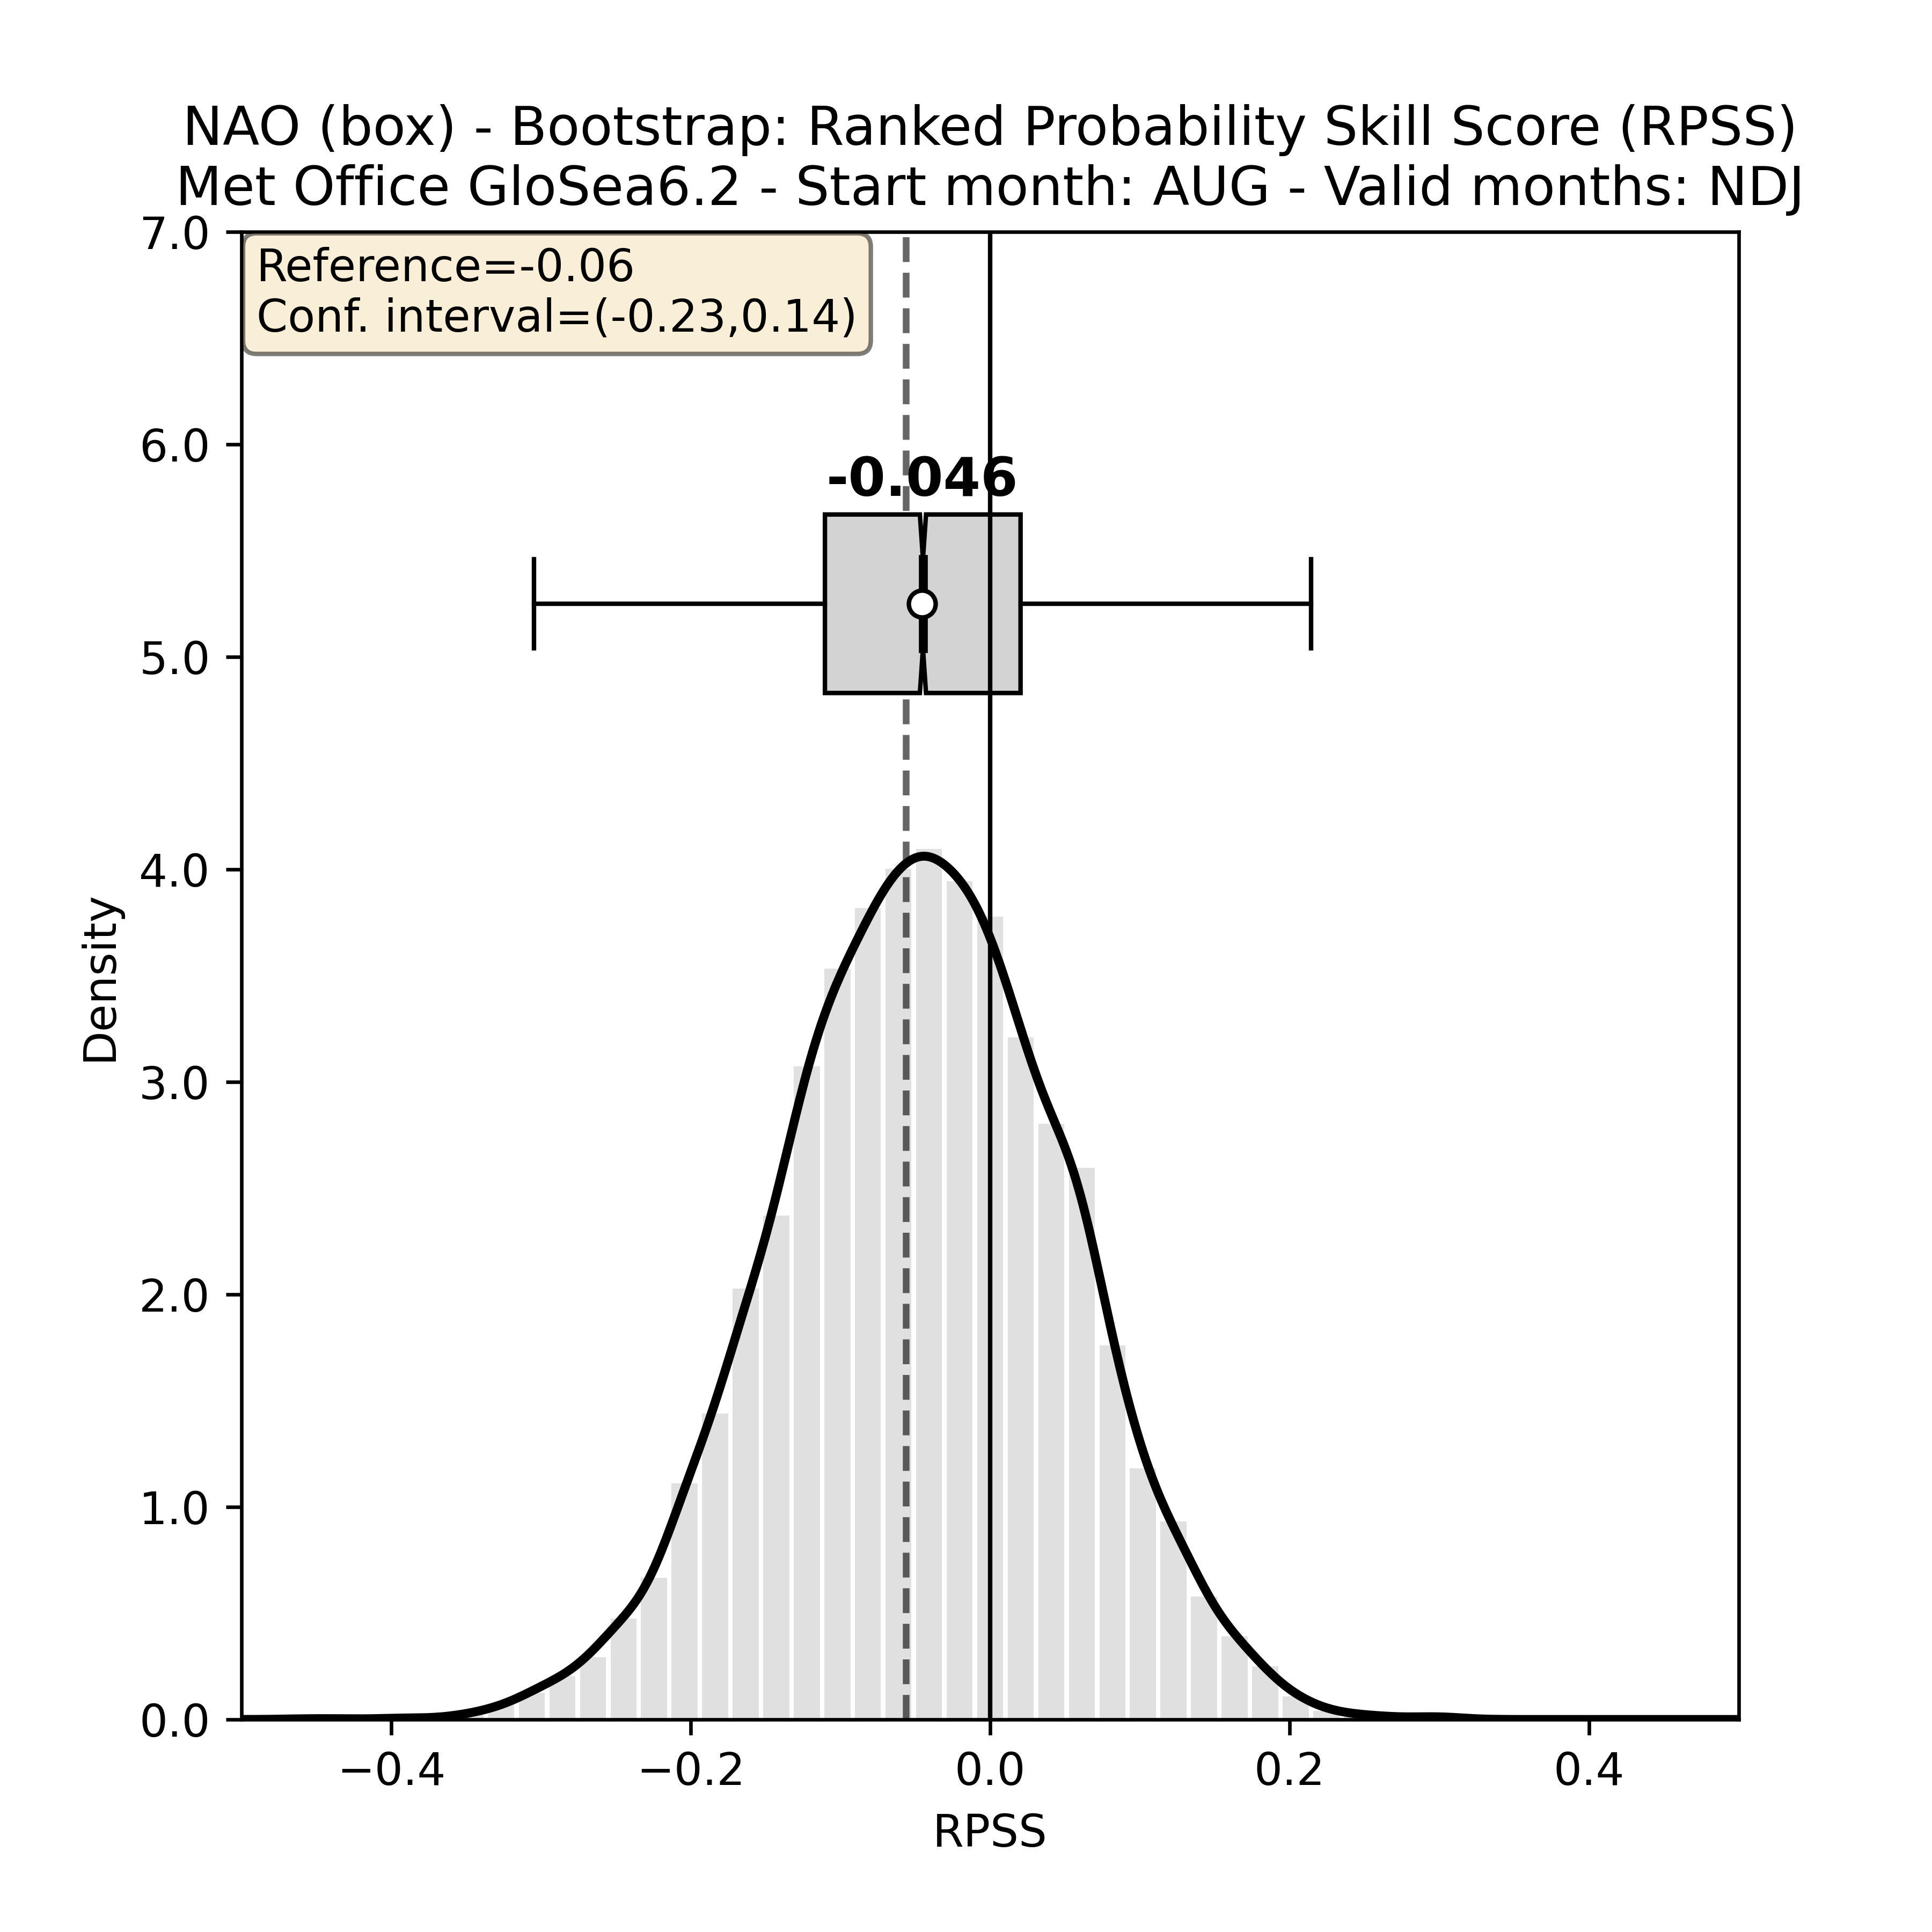 NAO (box) - Bootstrap: Ranked Probability Skill Score (RPSS)
Met Office GloSea6.2 - Start month: AUG - Valid months: NDJ
7.0
Reference=-0.06
Conf. interval=(-0.23,0.14)
6.0
-0.046
5.0
4.0
Density
3.0
2.0
1.0
0.0
−0.4 −0.2 0.0 0.2 0.4
RPSS